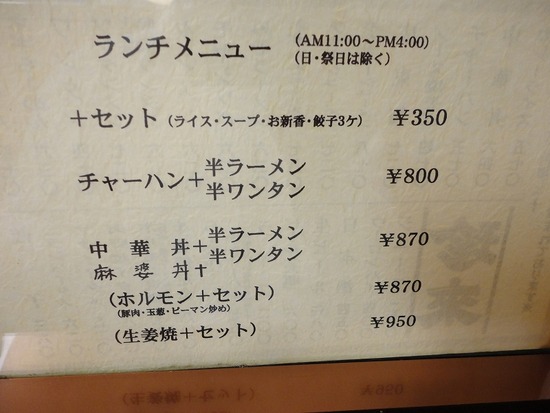 ランチメニュー (AM11:00～PM4:00)
(日・祭日は除く)
＋セット (ライス・スープ・お新香・餃子3ケ) ￥350
チャーハン＋半ラーメン
半ワンタン ￥800
中華丼＋半ラーメン
麻婆丼＋半ワンタン ￥870
(ホルモン＋セット) ￥870
(豚肉・玉葱・ピーマン炒め)
(生姜焼＋セット) ￥950